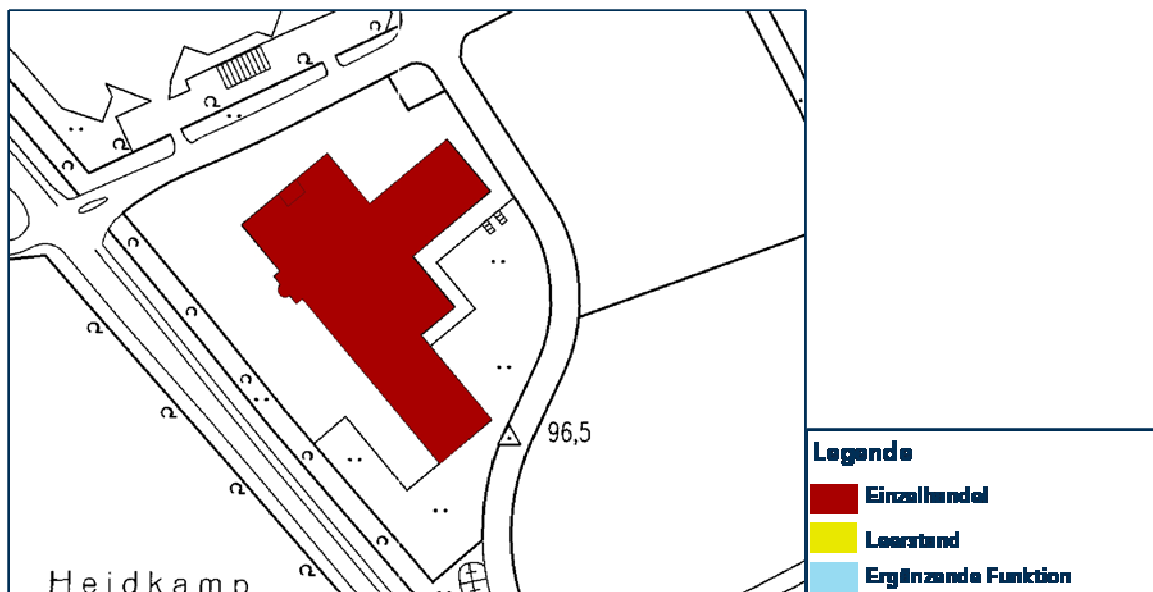 96,5
Legende
Einzelhandel
Leerstand
Ergänzende Funktion
Heidkamp